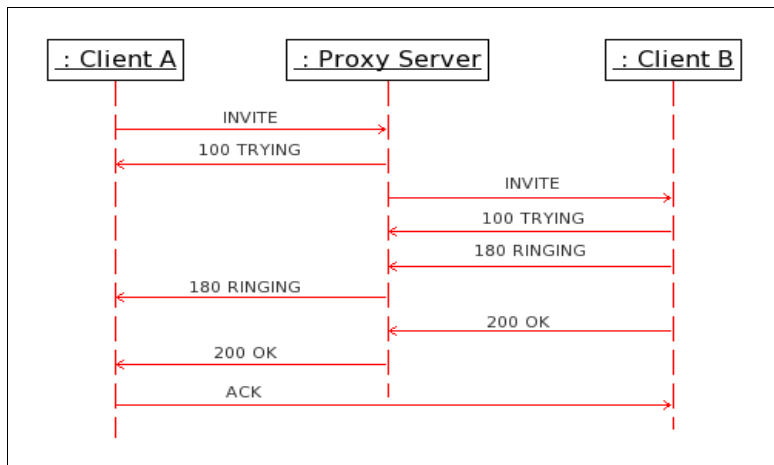 : Client A
: Proxy Server
: Client B
INVITE
100 TRYING
INVITE
100 TRYING
180 RINGING
180 RINGING
200 OK
200 OK
ACK